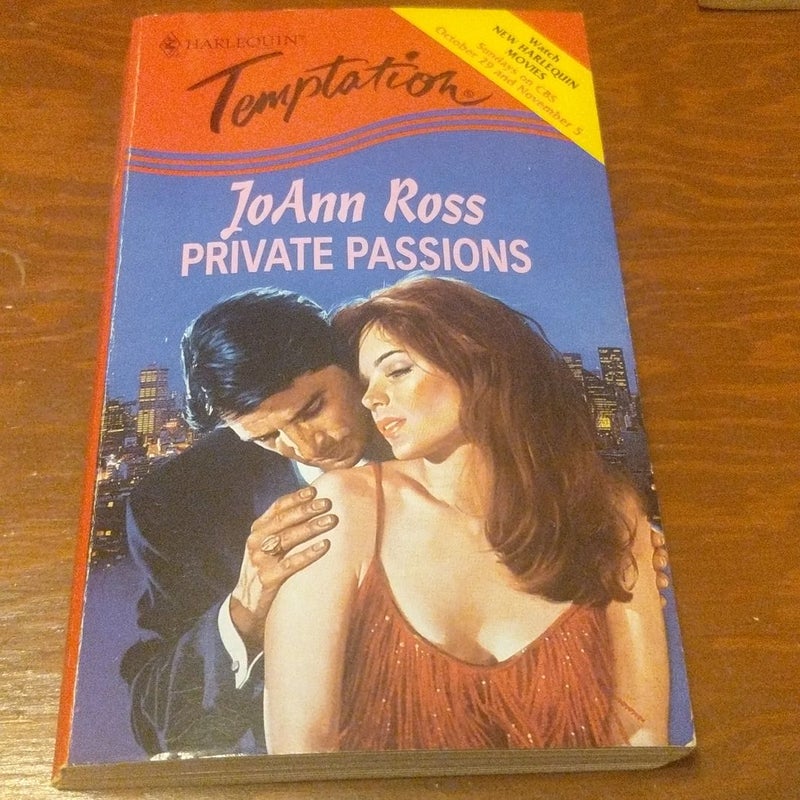 HARLEQUIN®
Temptation®
Watch
NEW HARLEQUIN
MOVIES
Sundays on CBS
October 29 and November 5
JoAnn Ross
PRIVATE PASSIONS